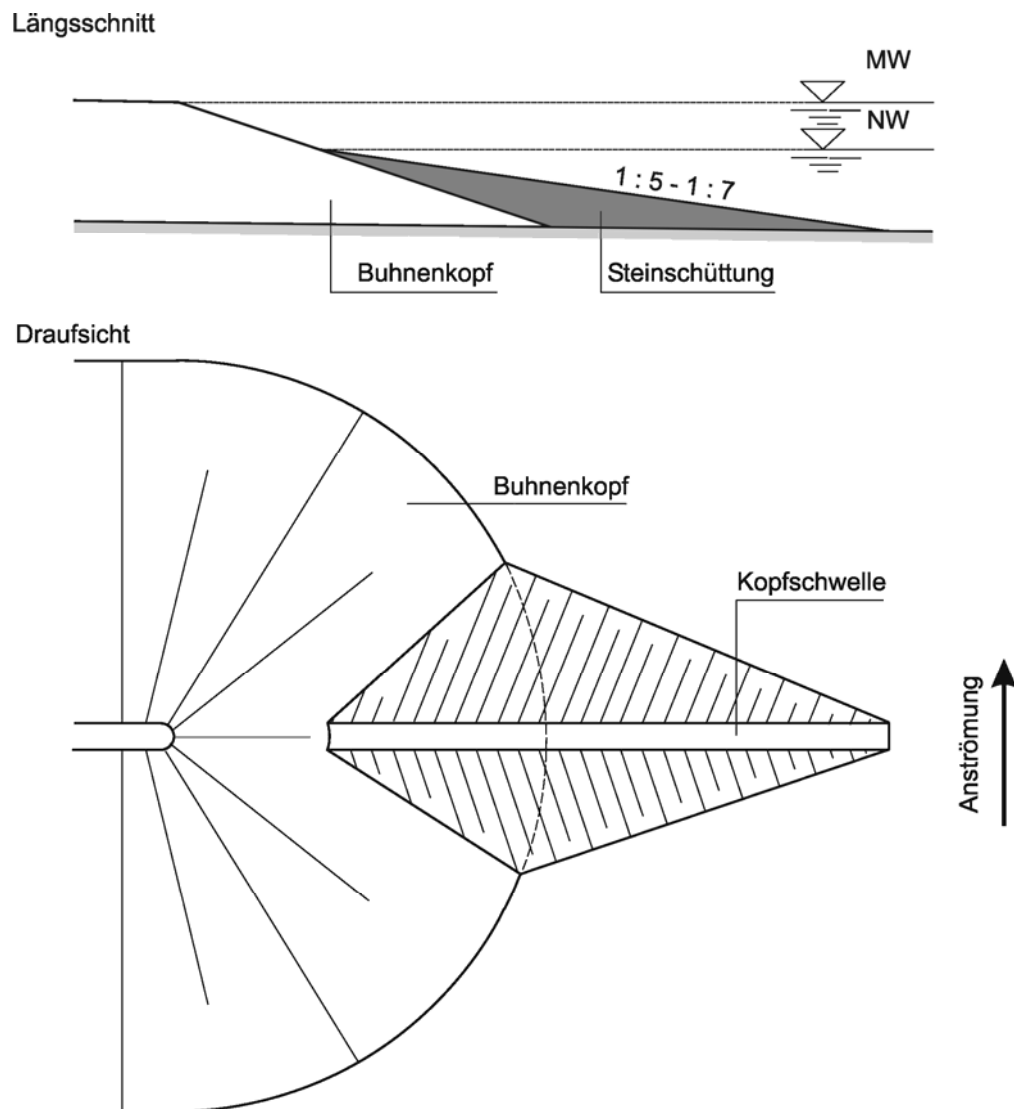 Längsschnitt
MW
NW
1 : 5 - 1 : 7
Buhnenkopf
Steinschüttung
Draufsicht
Buhnenkopf
Kopfschwelle
Anströmung